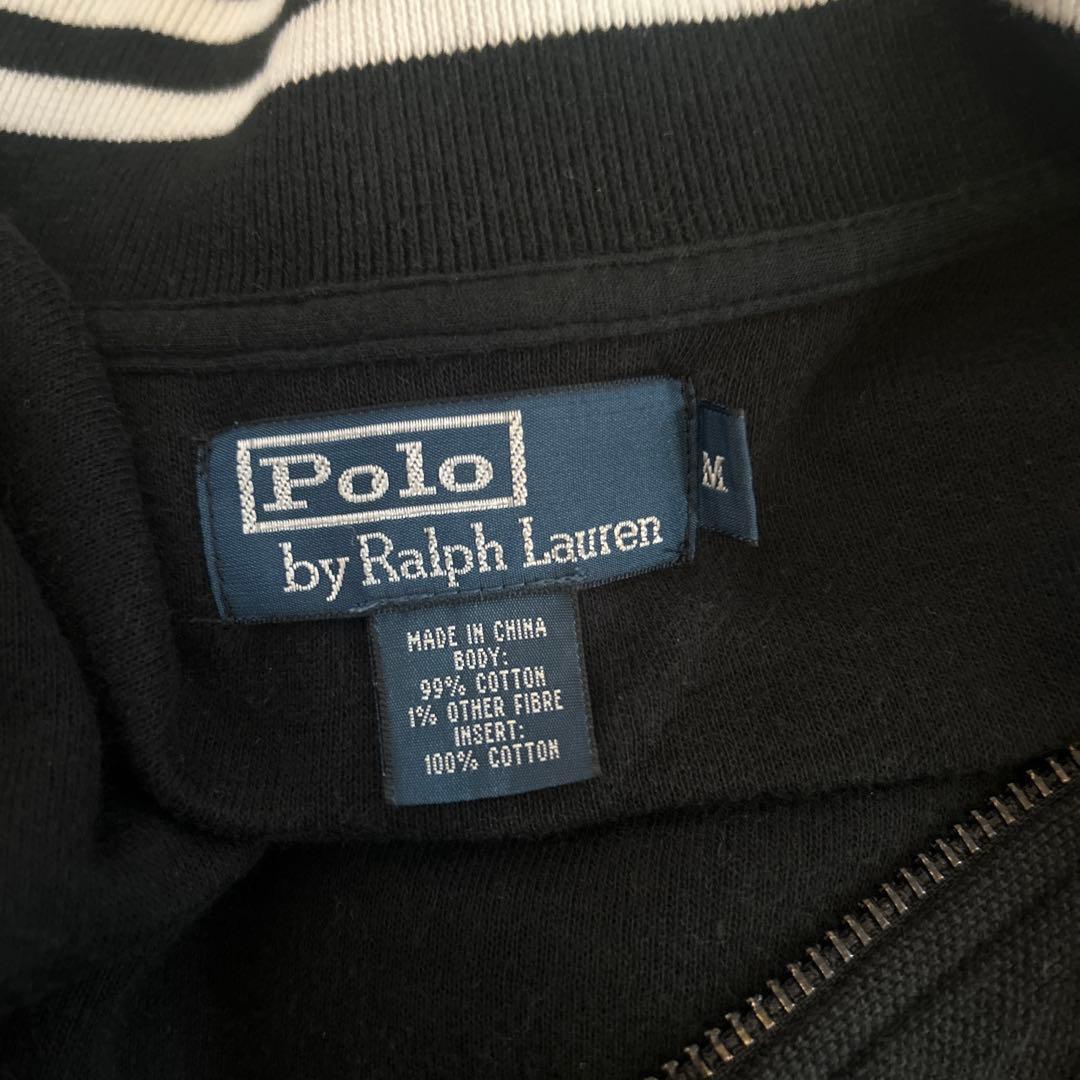 Polo
by Ralph Lauren
M
MADE IN CHINA
BODY:
99% COTTON
1% OTHER FIBRE
INSERT:
100% COTTON